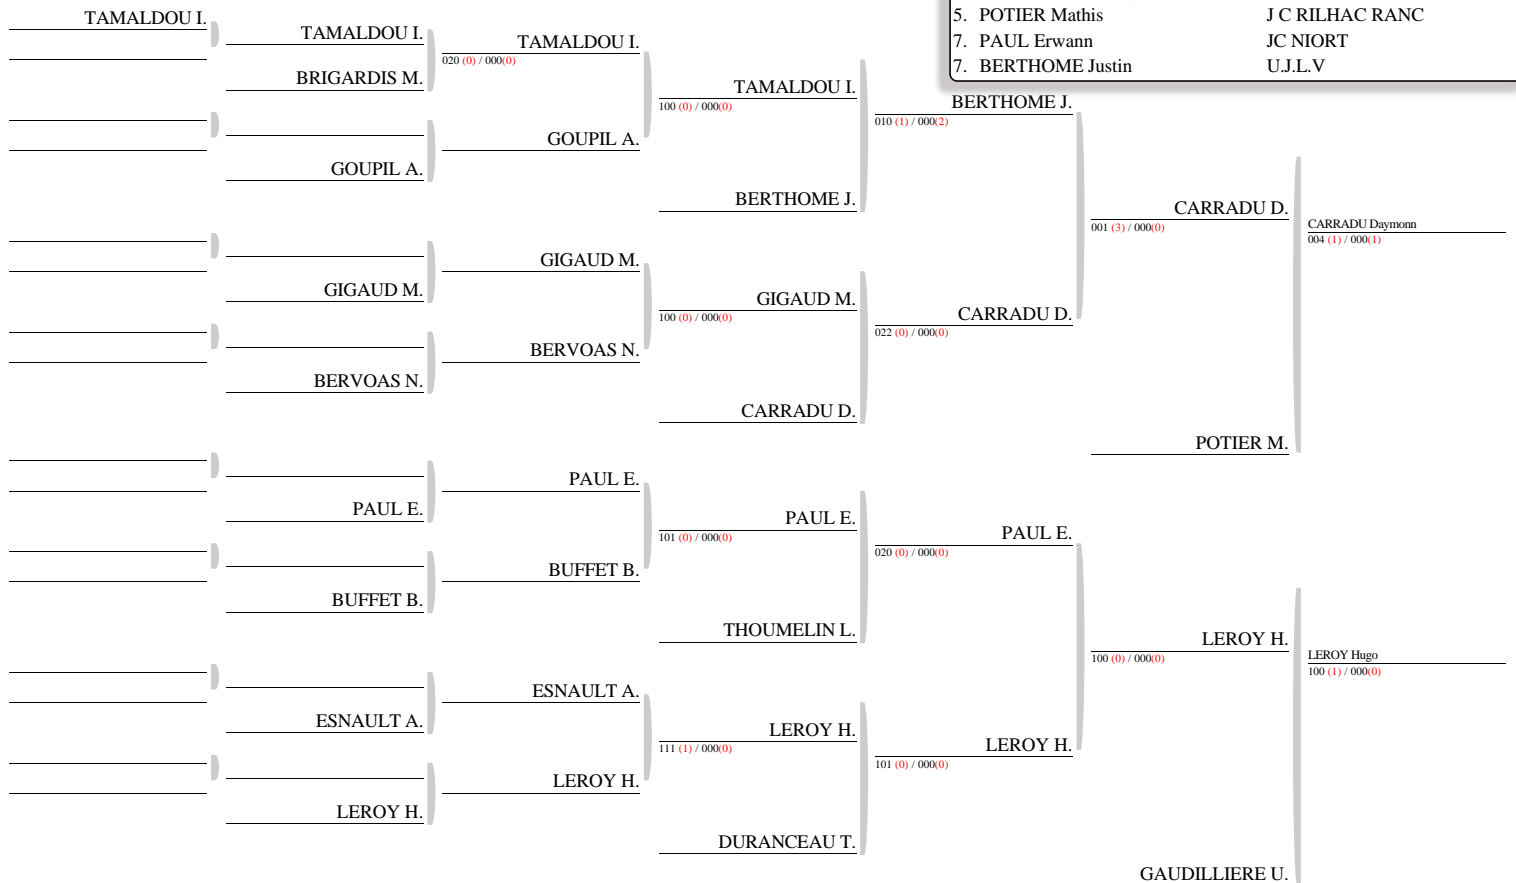 TAMALDOU I.
TAMALDOU I.
BRIGARDIS M.
GOUPIL A.
GIGAUD M.
BERVOAS N.
PAUL E.
BUFFET B.
ESNAULT A.
LEROY H.
TAMALDOU I.
020 (0) / 000(0)
GOUPIL A.
GIGAUD M.
BERVOAS N.
PAUL E.
BUFFET B.
ESNAULT A.
LEROY H.
TAMALDOU I.
100 (0) / 000(0)
BERTHOME J.
GIGAUD M.
100 (0) / 000(0)
CARRADU D.
PAUL E.
101 (0) / 000(0)
THOUMELIN L.
LEROY H.
111 (1) / 000(0)
DURANCEAU T.
5. POTIER Mathis J C RILHAC RANC
7. PAUL Erwann JC NIORT
7. BERTHOME Justin U.J.L.V
BERTHOME J.
010 (1) / 000(2)
CARRADU D.
022 (0) / 000(0)
PAUL E.
020 (0) / 000(0)
LEROY H.
101 (0) / 000(0)
CARRADU D.
001 (3) / 000(0)
POTIER M.
LEROY H.
100 (0) / 000(0)
GAUDILLIERE U.
CARRADU Daymonn
004 (1) / 000(1)
LEROY Hugo
100 (1) / 000(0)